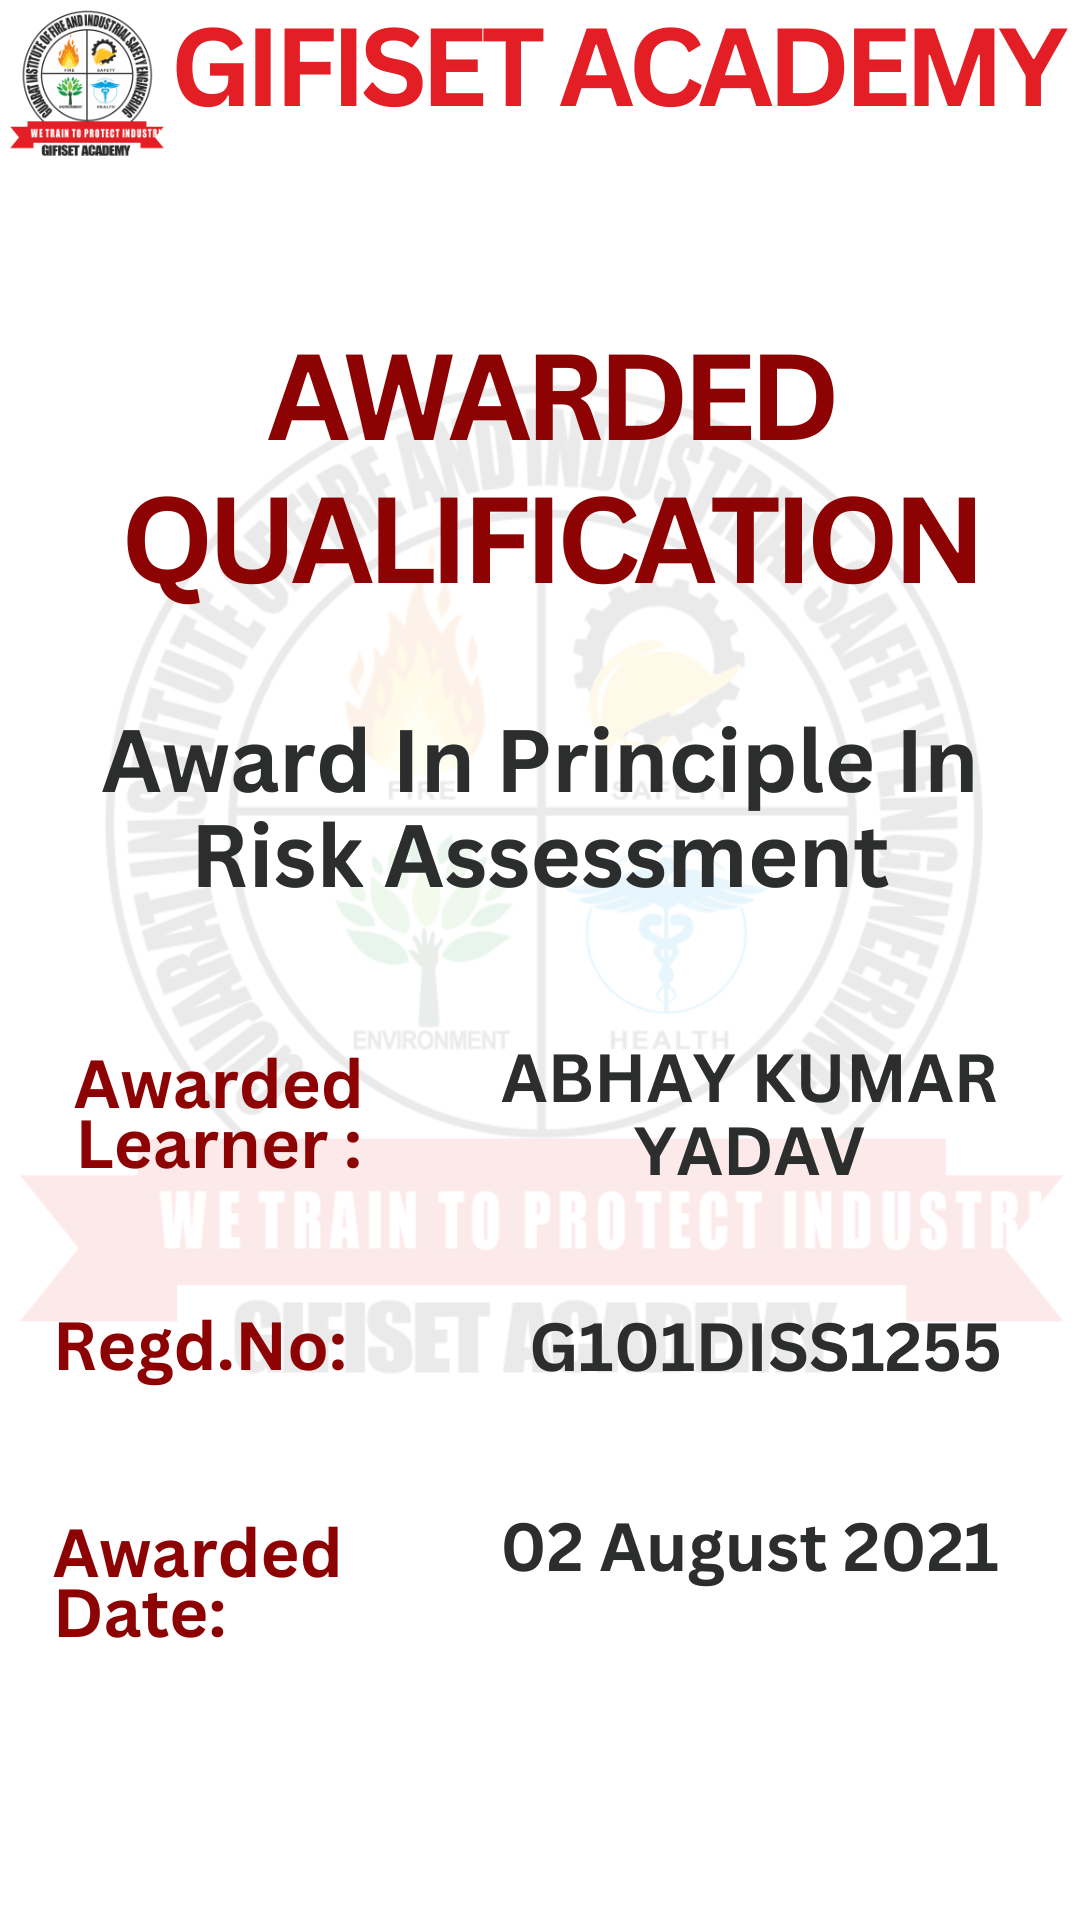 GUJARAT INSTITUTE OF FIRE AND INDUSTRIAL SAFETY ENGINEERING
FIRE SAFETY
ENVIRONMENT HEALTH
WE TRAIN TO PROTECT INDUSTR
GIFISET ACADEMY
GIFISET ACADEMY
AWARDED
QUALIFICATION
Award In Principle In
Risk Assessment
Awarded
Learner :
ABHAY KUMAR
YADAV
Regd.No:
G101DISS1255
Awarded
Date:
02 August 2021
GUJARAT INSTITUTE OF FIRE AND INDUSTRIAL SAFETY ENGINEERING
FIRE SAFETY
ENVIRONMENT HEALTH
WE TRAIN TO PROTECT INDUSTR
GIFISET ACADEMY